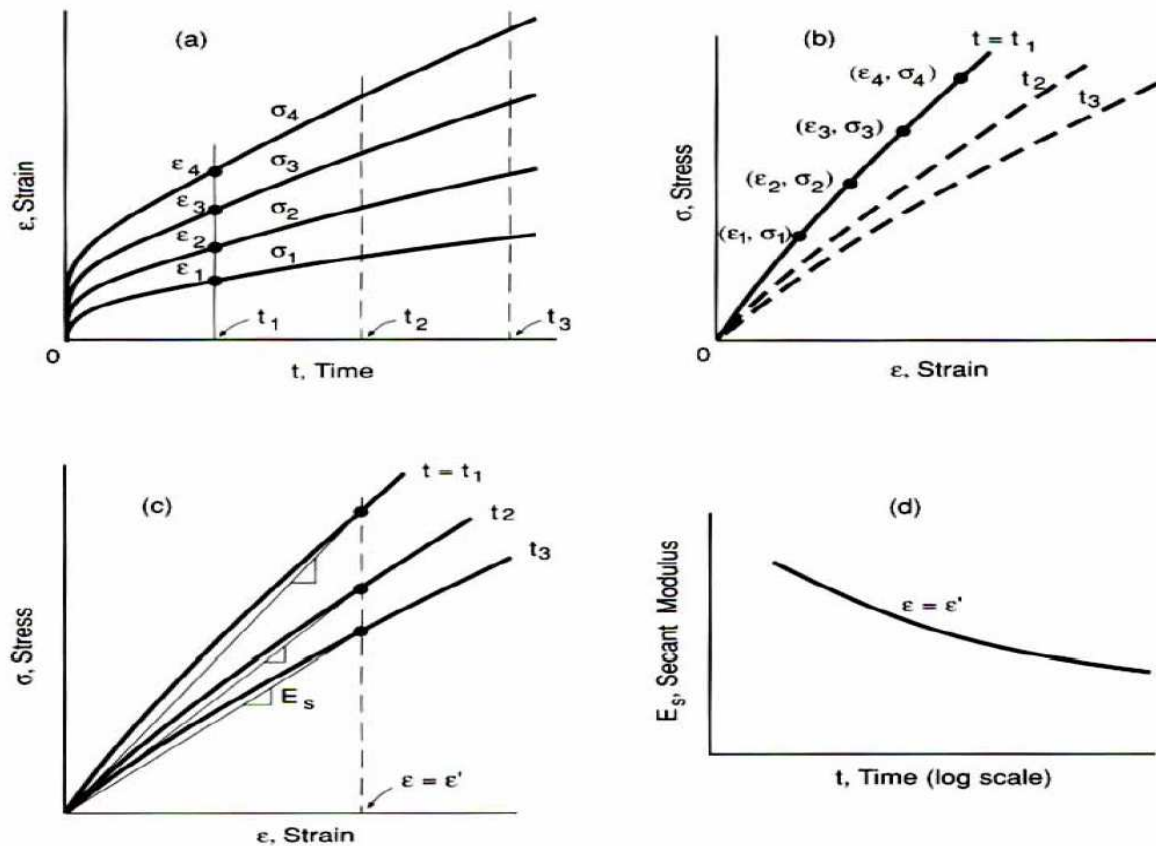 (a)
ε, Strain
σ4
σ3
σ2
σ1
ε4
ε3
ε2
ε1
t1
t2
t3
O
t, Time
(b)
σ, Stress
t = t1
t2
t3
(ε4, σ4)
(ε3, σ3)
(ε2, σ2)
(ε1, σ1)
O
ε, Strain
(c)
σ, Stress
t = t1
t2
t3
Es
ε = ε'
ε, Strain
(d)
Es, Secant Modulus
ε = ε'
t, Time (log scale)